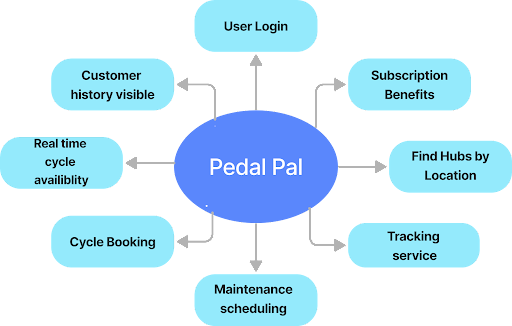 User Login
Customer
history visible
Subscription
Benefits
Real time
cycle
availiblity
Pedal Pal
Find Hubs by
Location
Cycle Booking
Tracking
service
Maintenance
scheduling